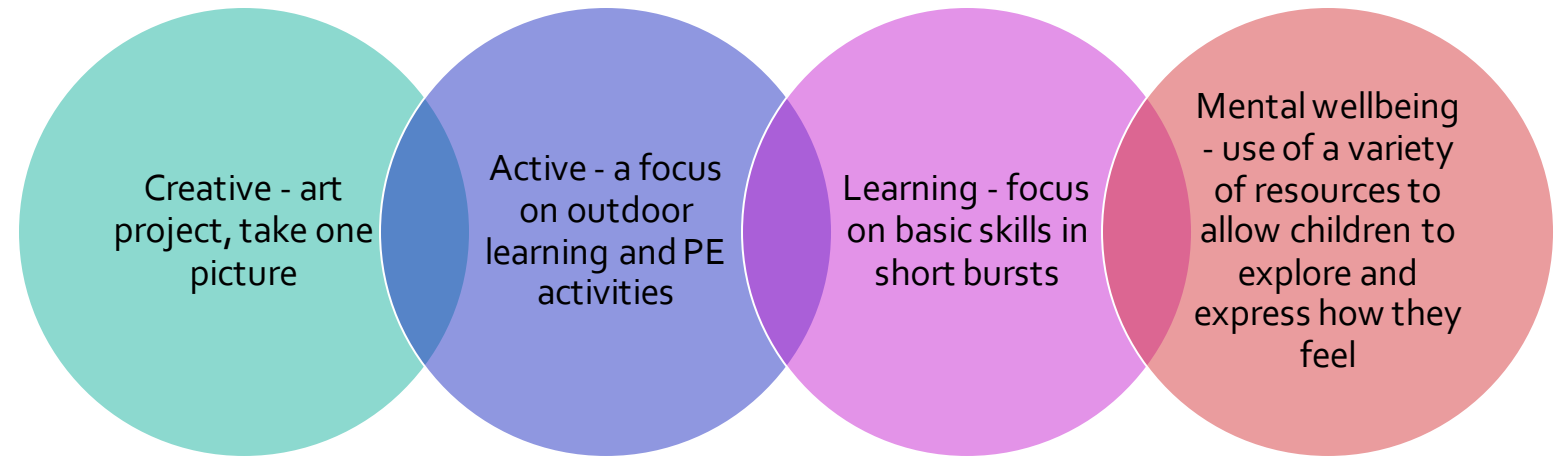 Creative - art
project, take one
picture
Active - a focus
on outdoor
learning and PE
activities
Learning - focus
on basic skills in
short bursts
Mental wellbeing
- use of a variety
of resources to
allow children to
explore and
express how they
feel